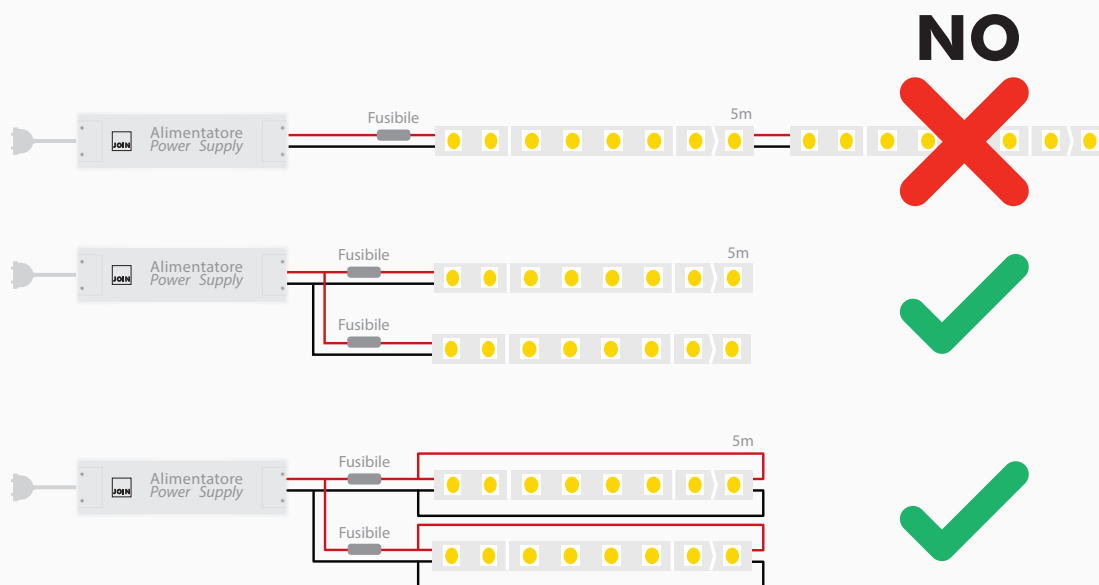 NO
Fusibile
5m
JOIN
Alimentatore
Power Supply
Fusibile
5m
JOIN
Alimentatore
Power Supply
Fusibile
5m
Fusibile
JOIN
Alimentatore
Power Supply
Fusibile